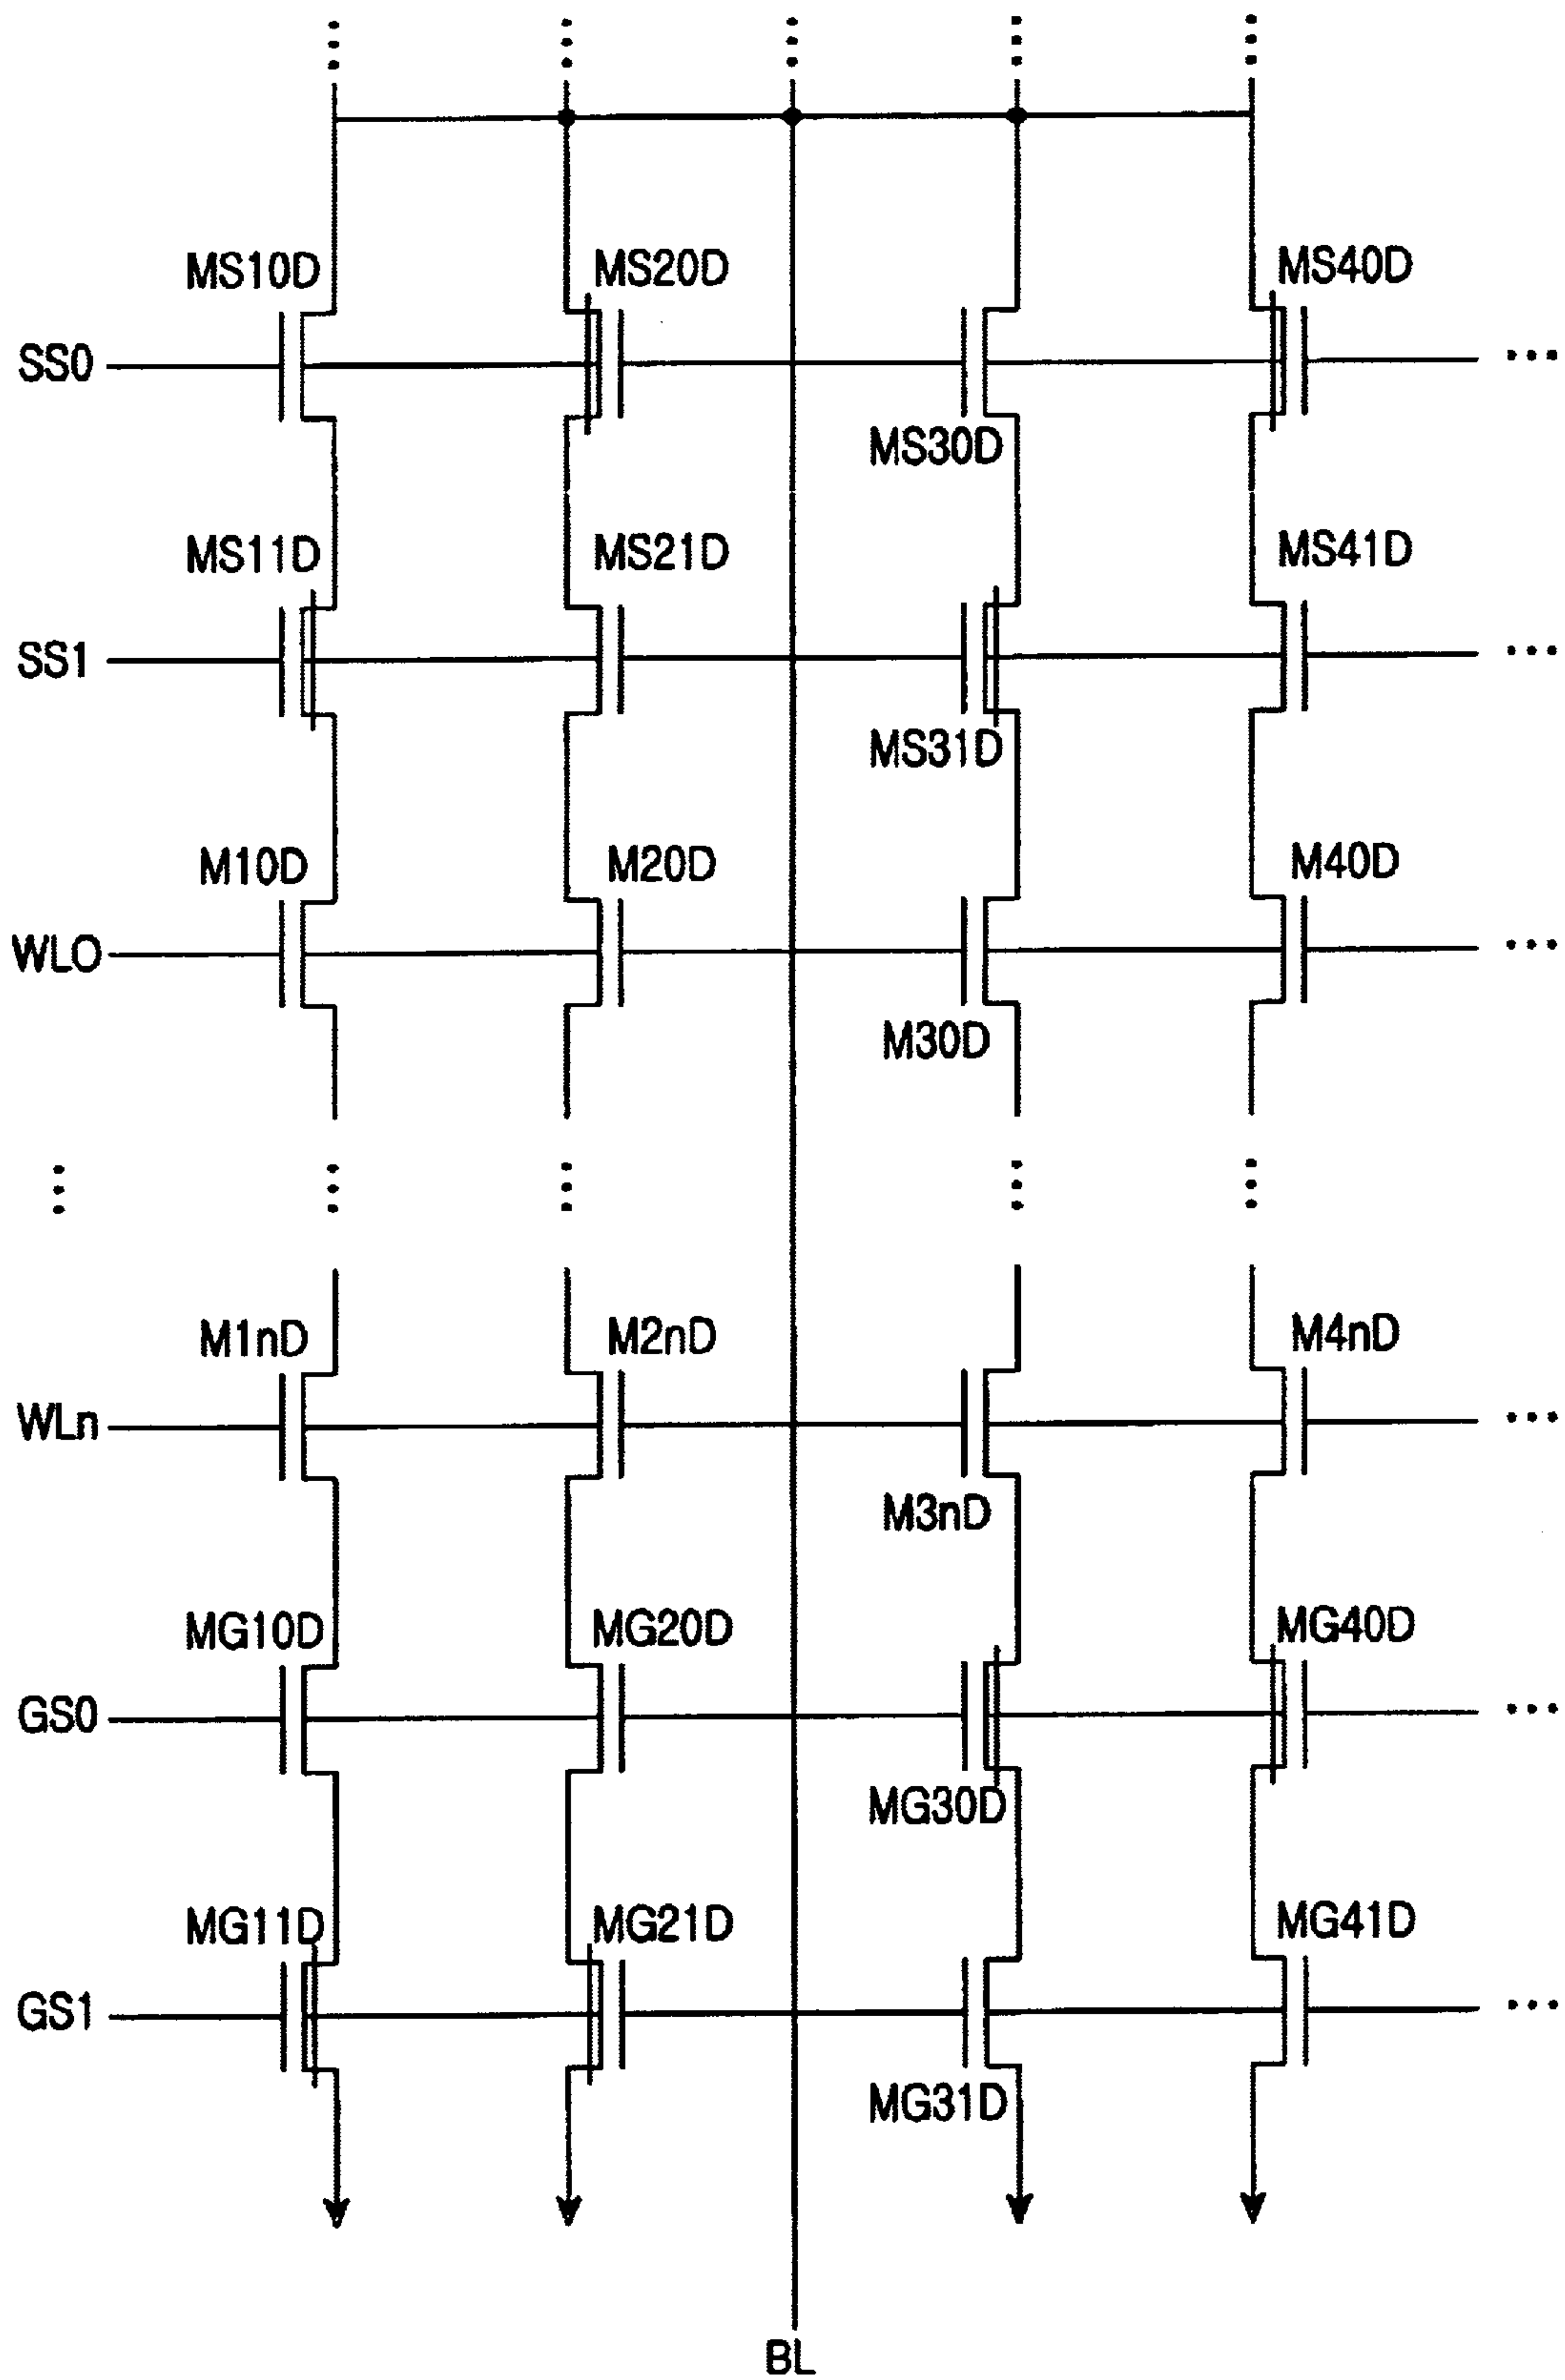 MS10D MS20D MS40D
SS0
MS30D
MS11D MS21D MS41D
SS1
MS31D
M10D M20D M40D
WLO
M30D
M1nD M2nD M4nD
WLn
M3nD
MG10D MG20D MG40D
GS0
MG30D
MG11D MG21D MG41D
GS1
MG31D
BL